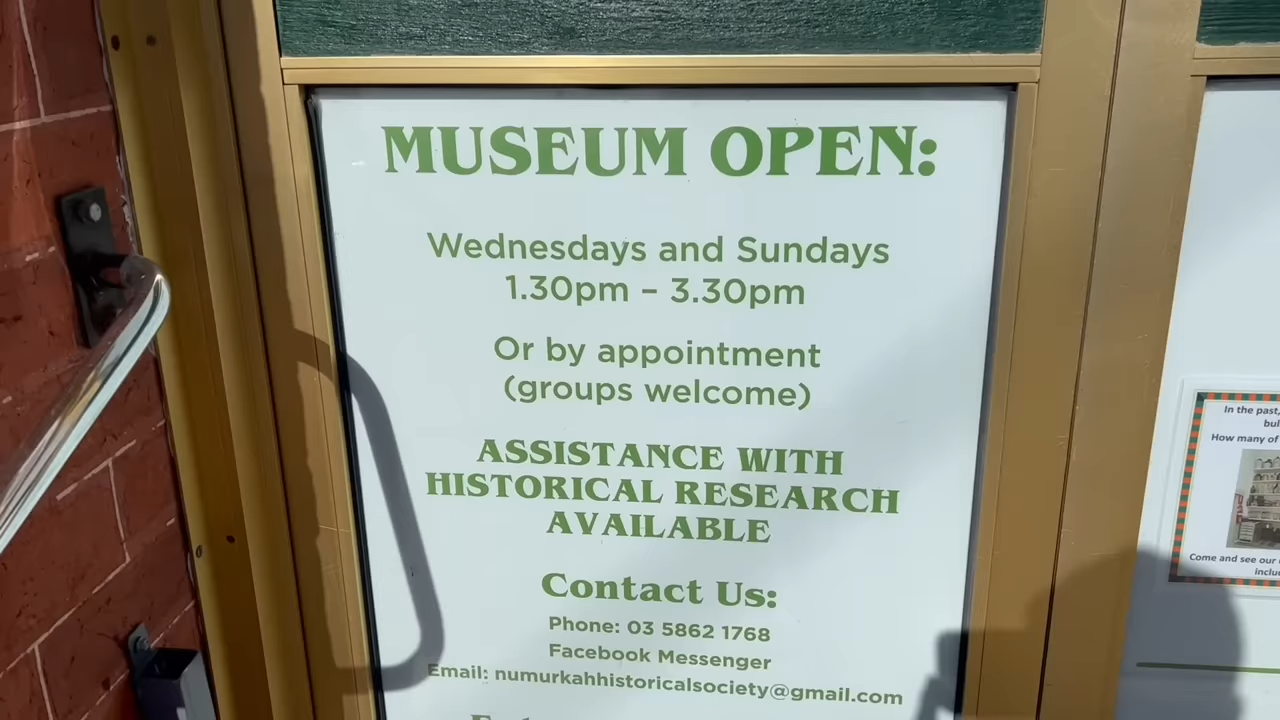 MUSEUM OPEN:
Wednesdays and Sundays
1.30pm – 3.30pm
Or by appointment
(groups welcome)
ASSISTANCE WITH
HISTORICAL RESEARCH
AVAILABLE
Contact Us:
Phone: 03 5862 1768
Facebook Messenger
Email: numurkahhistoricalsociety@gmail.com
In the past,
How many of
Come and see our